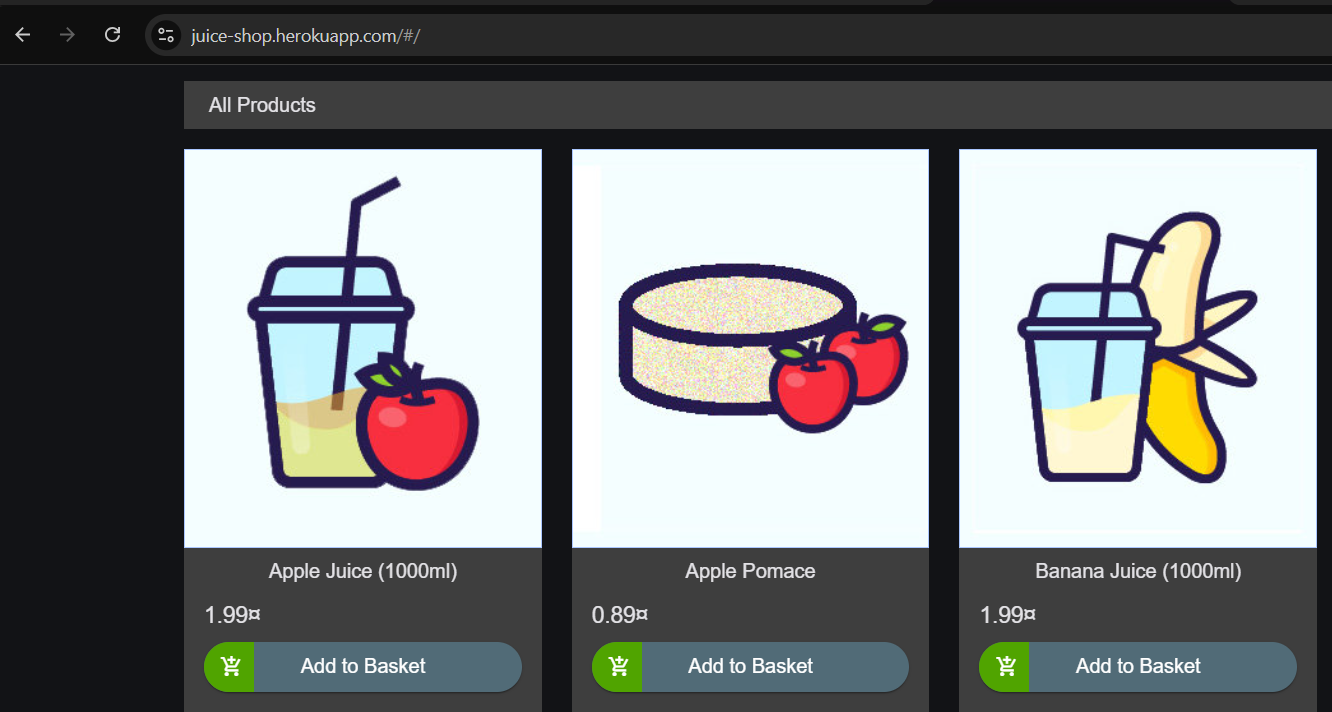 juice-shop.herokuapp.com/#/
All Products
Apple Juice (1000ml)
1.99¤
Add to Basket
Apple Pomace
0.89¤
Add to Basket
Banana Juice (1000ml)
1.99¤
Add to Basket